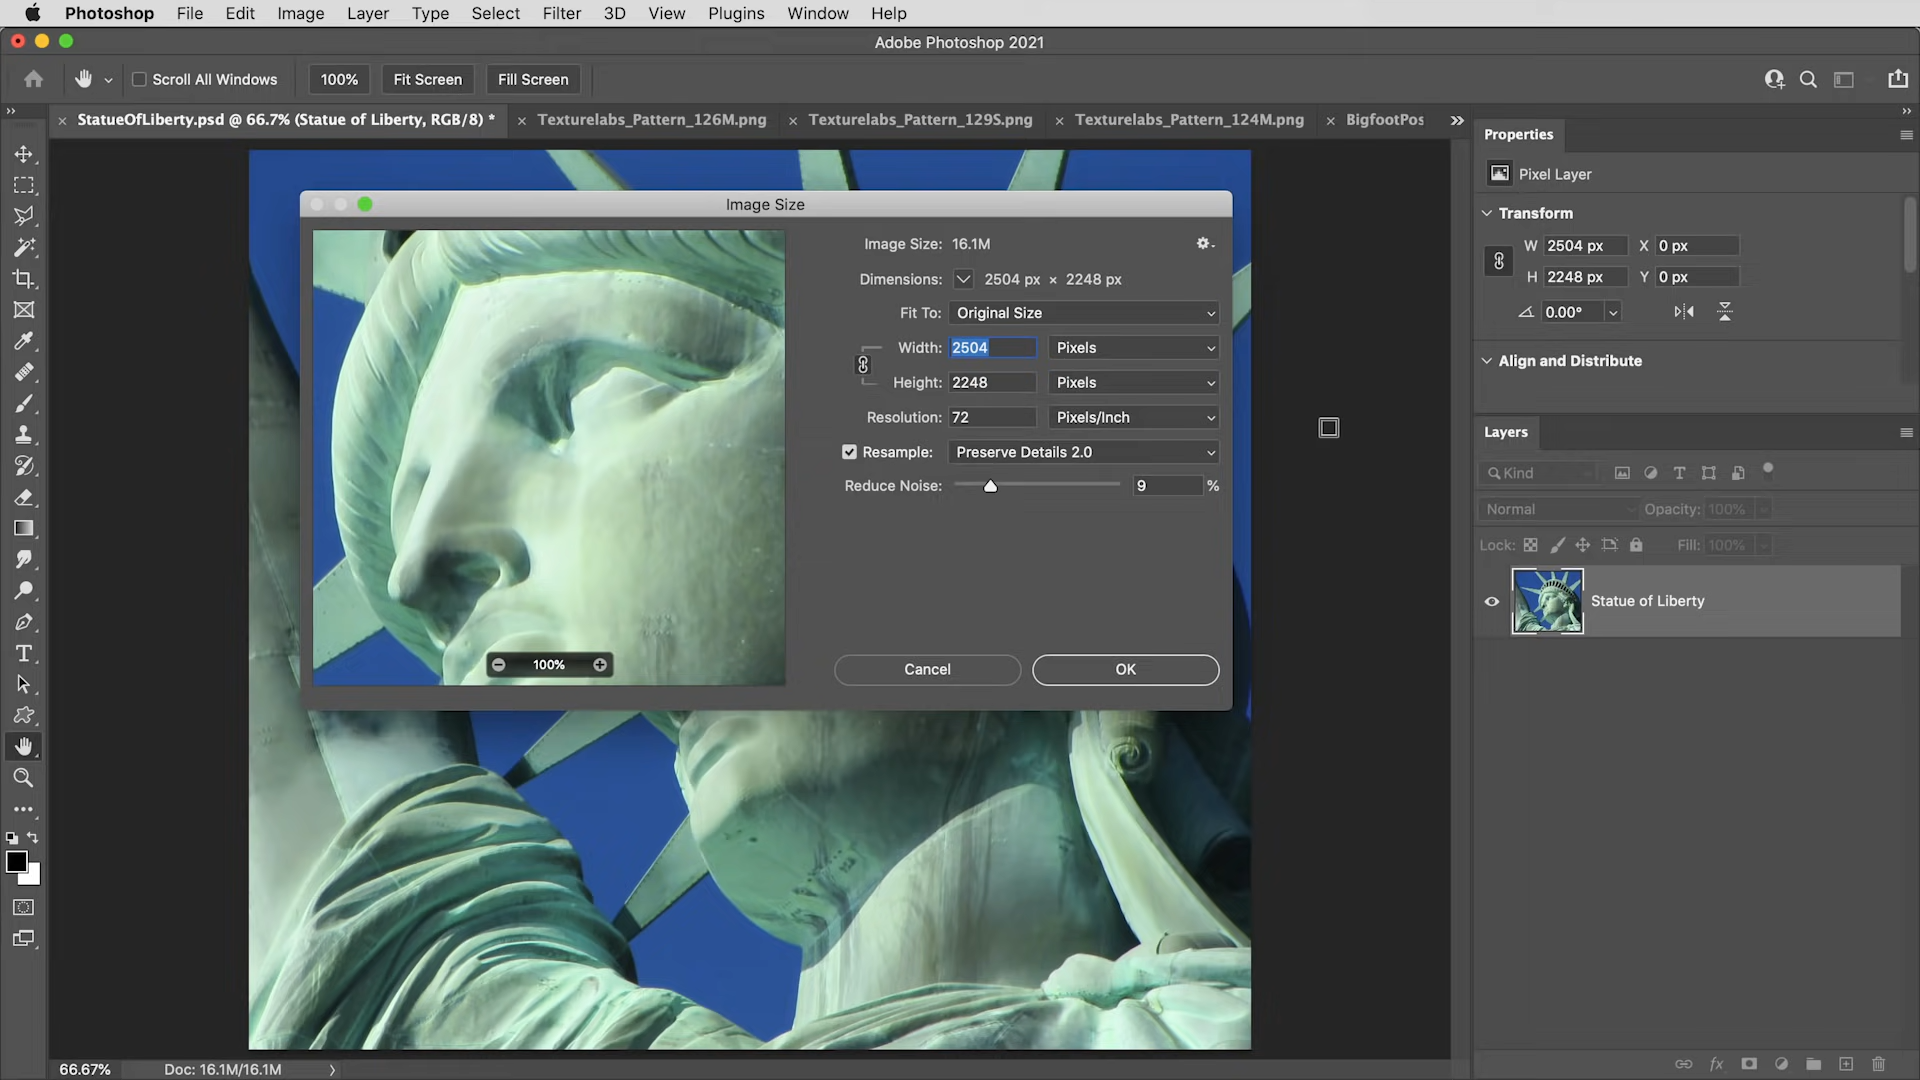 Photoshop File Edit Image Layer Type Select Filter 3D View Plugins Window Help
Adobe Photoshop 2021
Scroll All Windows 100% Fit Screen Fill Screen
StatueOfLiberty.psd @ 66.7% (Statue of Liberty, RGB/8) * Texturelabs_Pattern_126M.png Texturelabs_Pattern_129S.png Texturelabs_Pattern_124M.png BigfootPos
Image Size
Image Size: 16.1M
Dimensions: 2504 px × 2248 px
Fit To: Original Size
Width: 2504 Pixels
Height: 2248 Pixels
Resolution: 72 Pixels/Inch
Resample: Preserve Details 2.0
Reduce Noise: 9 %
100%
Cancel OK
Properties
Pixel Layer
Transform
W 2504 px X 0 px
H 2248 px Y 0 px
0.00°
Align and Distribute
Layers
Kind
Normal Opacity: 100%
Lock: Fill: 100%
Statue of Liberty
fx
66.67% Doc: 16.1M/16.1M